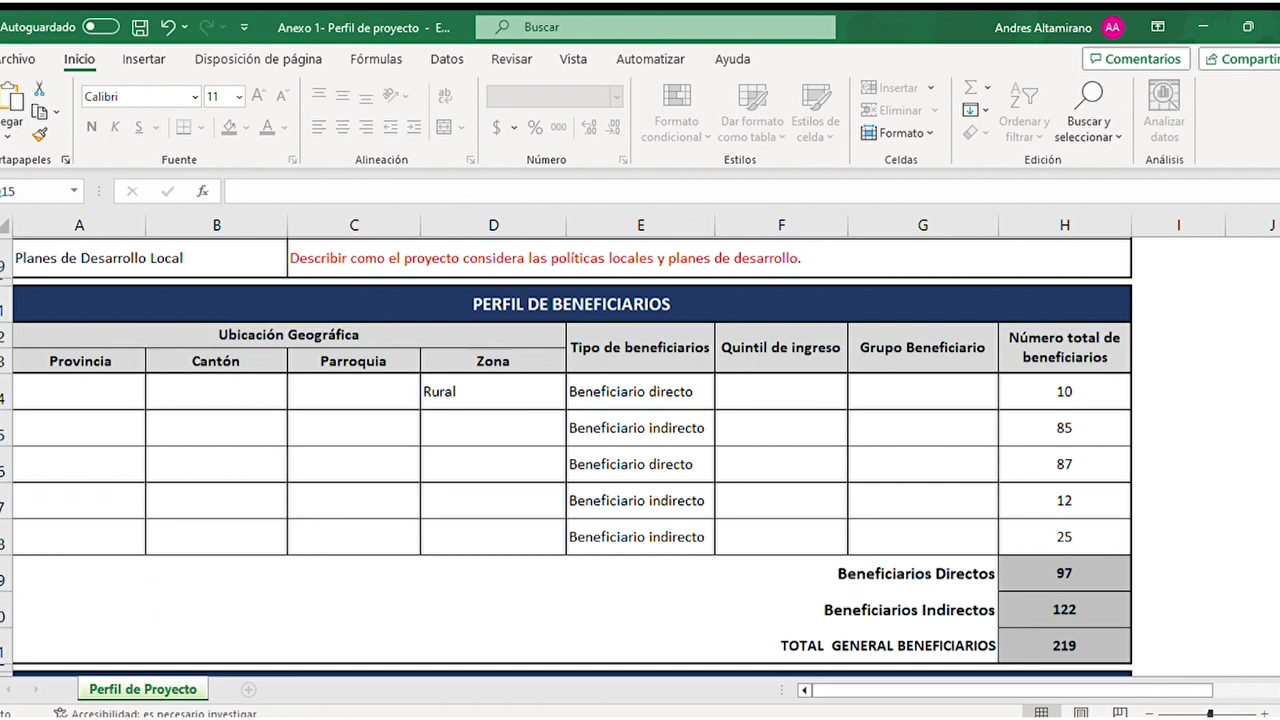 Autoguardado Anexo 1- Perfil de proyecto - E... Buscar Andres Altamirano AA
Inicio Insertar Disposición de página Fórmulas Datos Revisar Vista Automatizar Ayuda Comentarios
Calibri 11 Insertar
Eliminar
N K S $ % 000 Formato condicional Dar formato como tabla Estilos de celda Formato Ordenar y filtrar Buscar y seleccionar Analizar datos
Fuente Alineación Número Estilos Celdas Edición Análisis
fx
A B C D E F G H I J
Planes de Desarrollo Local Describir como el proyecto considera las políticas locales y planes de desarrollo.
PERFIL DE BENEFICIARIOS
Ubicación Geográfica Tipo de beneficiarios Quintil de ingreso Grupo Beneficiario Número total de beneficiarios
Provincia Cantón Parroquia Zona
Rural Beneficiario directo 10
Beneficiario indirecto 85
Beneficiario directo 87
Beneficiario indirecto 12
Beneficiario indirecto 25
Beneficiarios Directos 97
Beneficiarios Indirectos 122
TOTAL GENERAL BENEFICIARIOS 219
Perfil de Proyecto
Accesibilidad: es necesario investigar